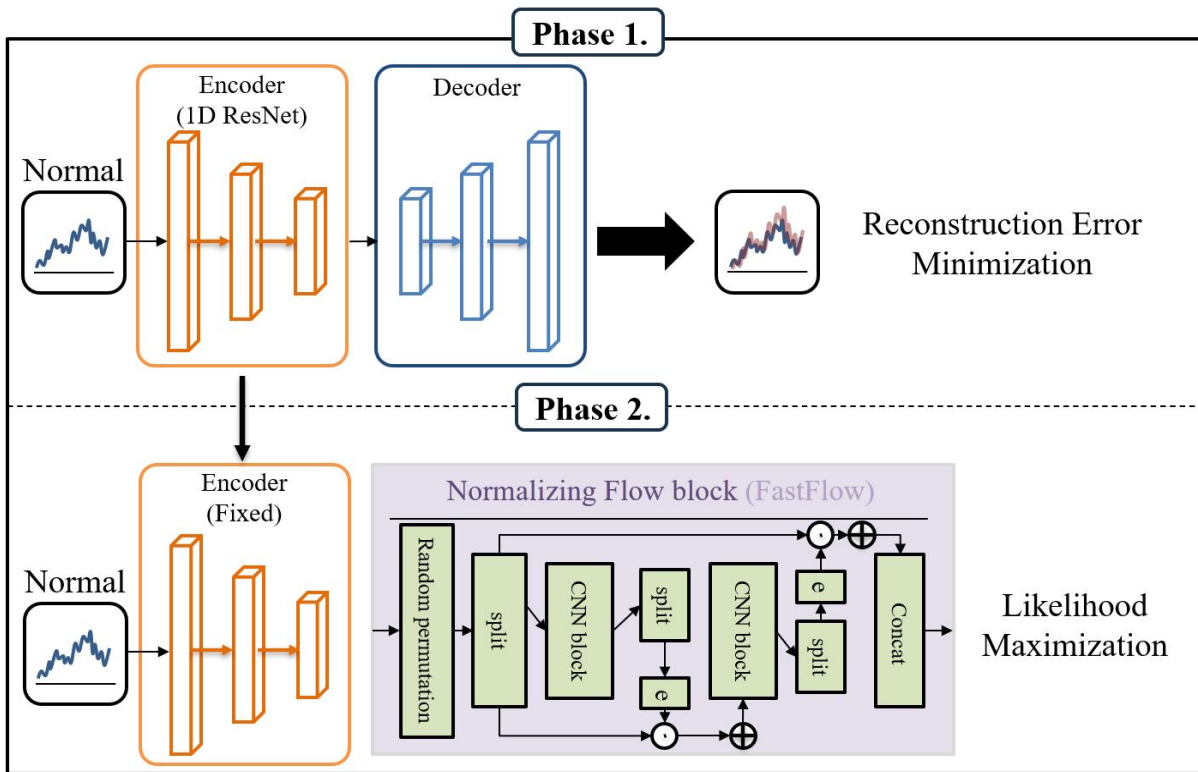 Phase 1.
Encoder
(1D ResNet)
Decoder
Normal
Reconstruction Error
Minimization
Phase 2.
Encoder
(Fixed)
Normalizing Flow block (FastFlow)
Normal
Random permutation
split
CNN block
split
e
CNN block
split
e
Concat
Likelihood
Maximization